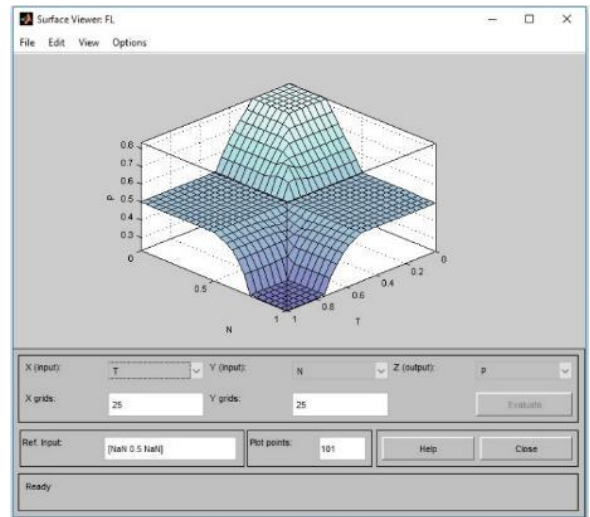 Surface Viewer: FL
File Edit View Options
0.8
0.7
0.6
0.5
0.4
0.3
P
0
0.5
1
N
1
0.8
0.6
0.4
0.2
0
T
X (input): T Y (input): N Z (output): P
X grids: 25 Y grids: 25 Evaluate
Ref. Input: [NaN 0.5 NaN] Plot points: 101 Help Close
Ready